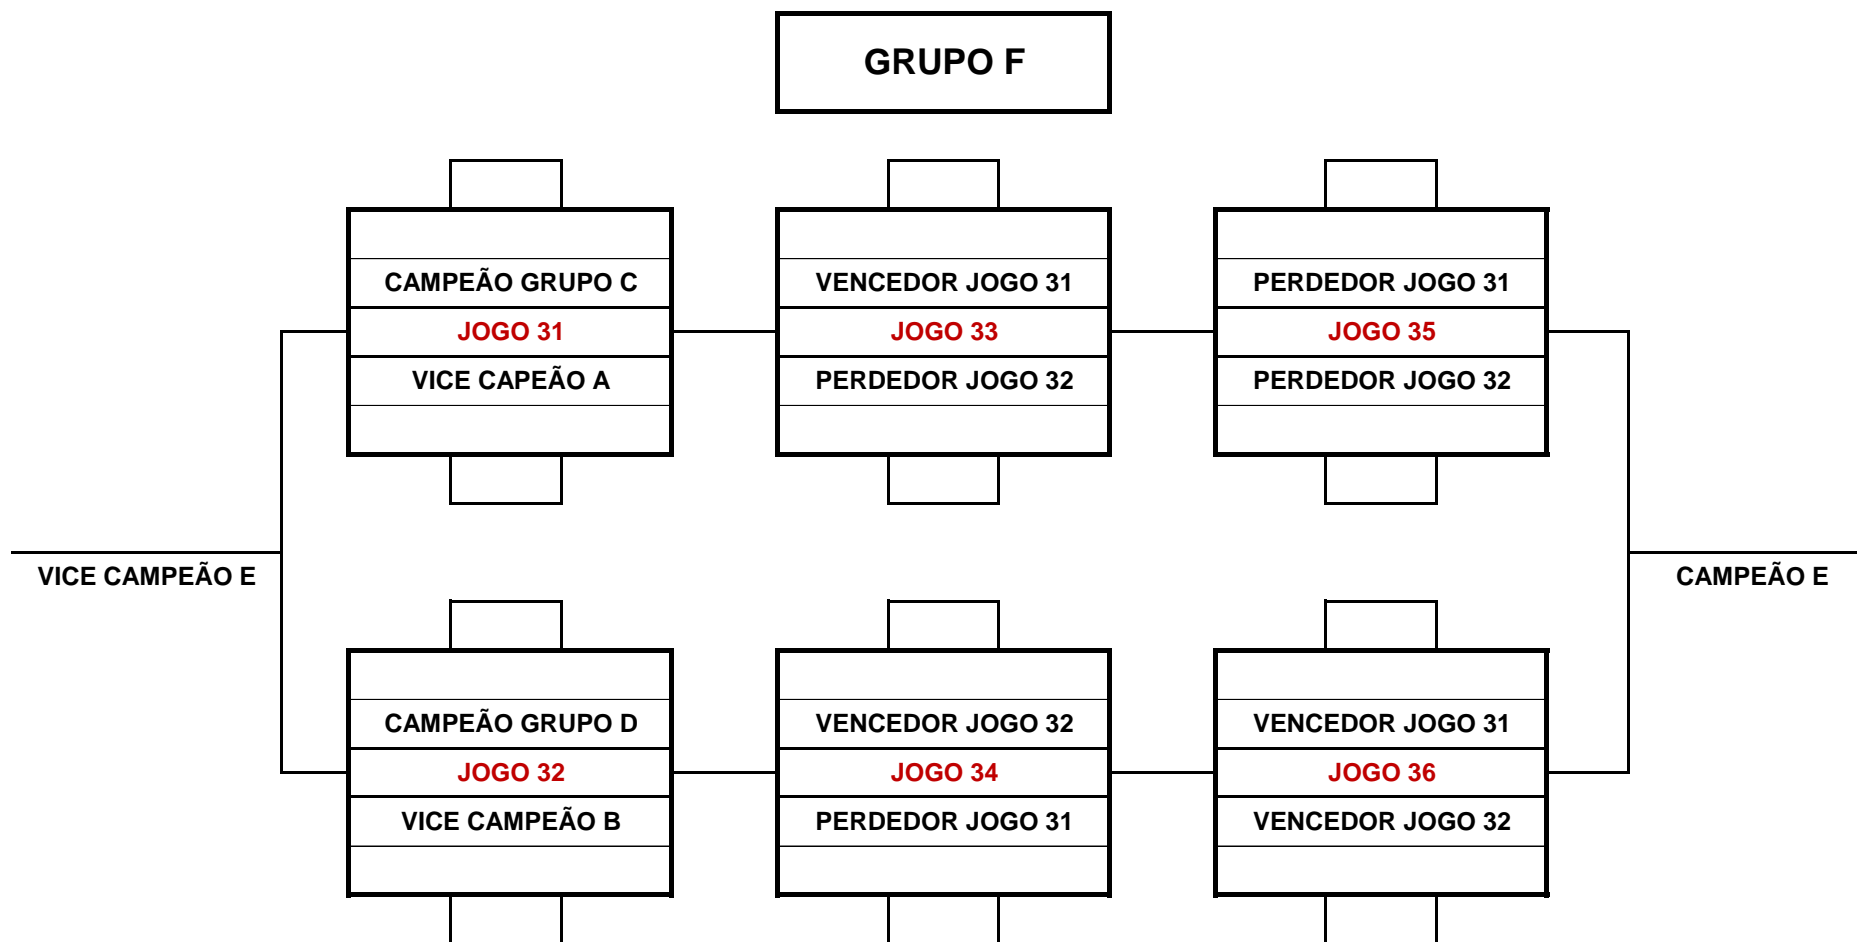 GRUPO F
CAMPEÃO GRUPO C
JOGO 31
VICE CAPEÃO A
VENCEDOR JOGO 31
JOGO 33
PERDEDOR JOGO 32
PERDEDOR JOGO 31
JOGO 35
PERDEDOR JOGO 32
VICE CAMPEÃO E
CAMPEÃO E
CAMPEÃO GRUPO D
JOGO 32
VICE CAMPEÃO B
VENCEDOR JOGO 32
JOGO 34
PERDEDOR JOGO 31
VENCEDOR JOGO 31
JOGO 36
VENCEDOR JOGO 32